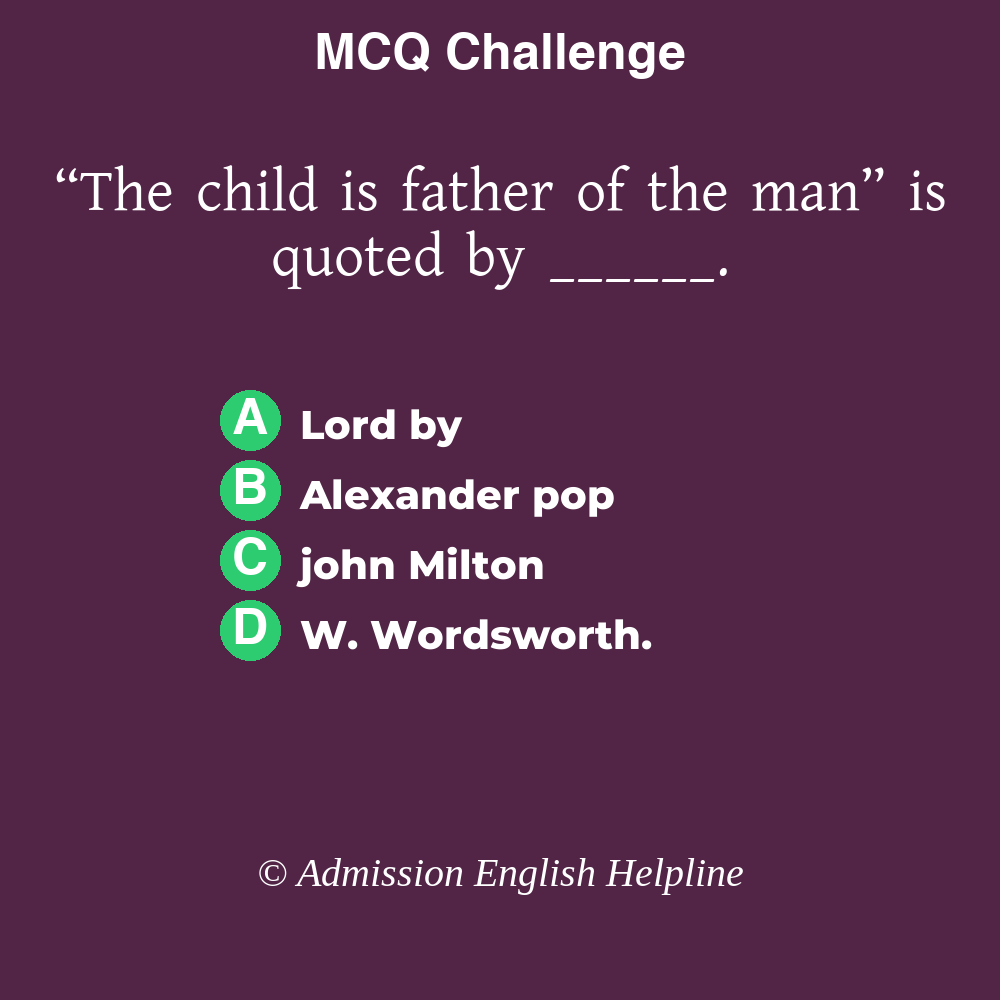 MCQ Challenge
“The child is father of the man” is
quoted by ______.
A Lord by
B Alexander pop
C john Milton
D W. Wordsworth.
© Admission English Helpline